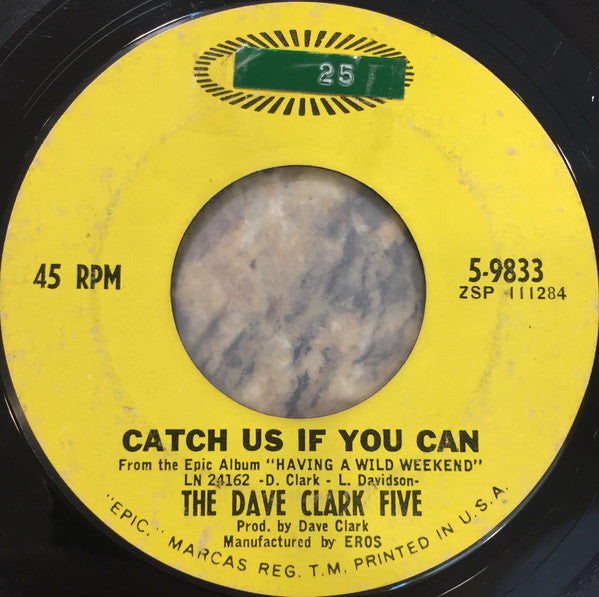 25
45 RPM
5-9833
ZSP 111284
CATCH US IF YOU CAN
From the Epic Album "HAVING A WILD WEEKEND"
LN 24162 -D. Clark - L. Davidson-
THE DAVE CLARK FIVE
Prod. by Dave Clark
Manufactured by EROS
"EPIC," MARCAS REG. T.M. PRINTED IN U.S.A.